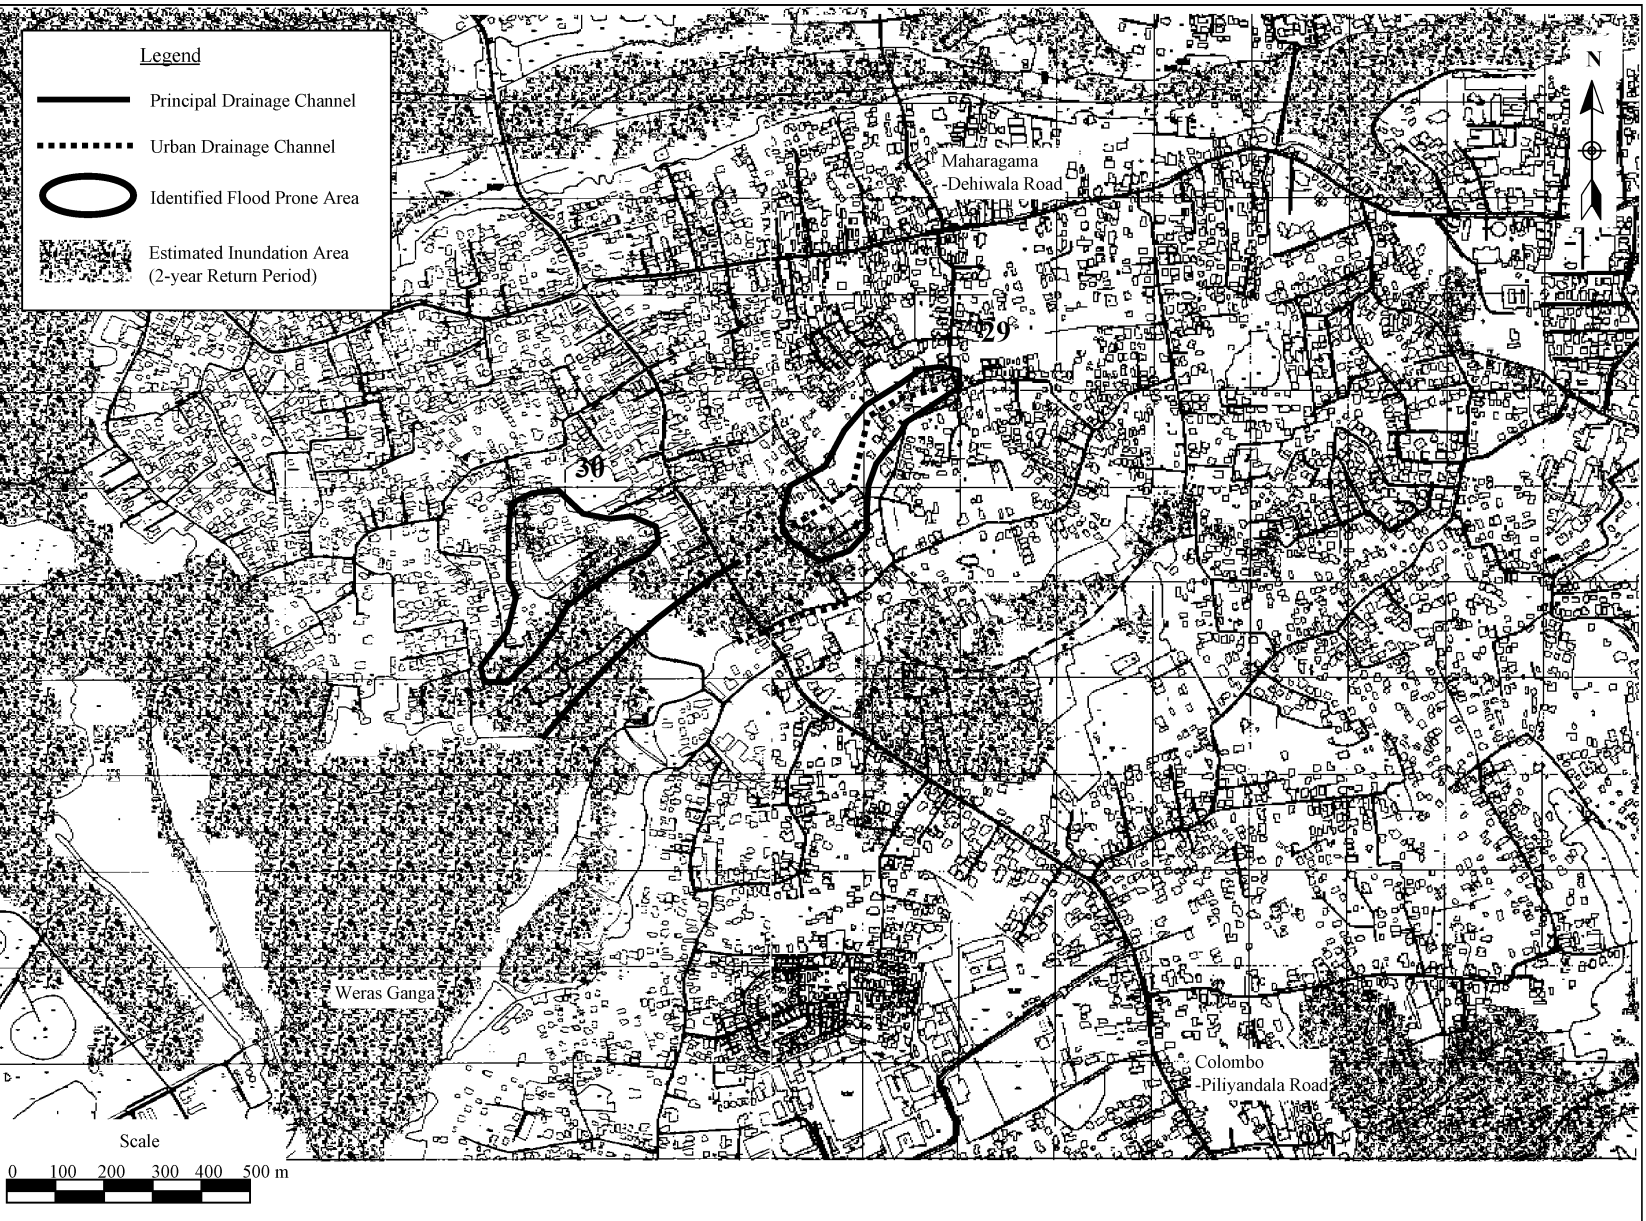 Legend
Principal Drainage Channel
Urban Drainage Channel
Identified Flood Prone Area
Estimated Inundation Area
(2-year Return Period)
N
Maharagama
-Dehiwala Road
29
30
Weras Ganga
Colombo
-Piliyandala Road
Scale
0 100 200 300 400 500 m